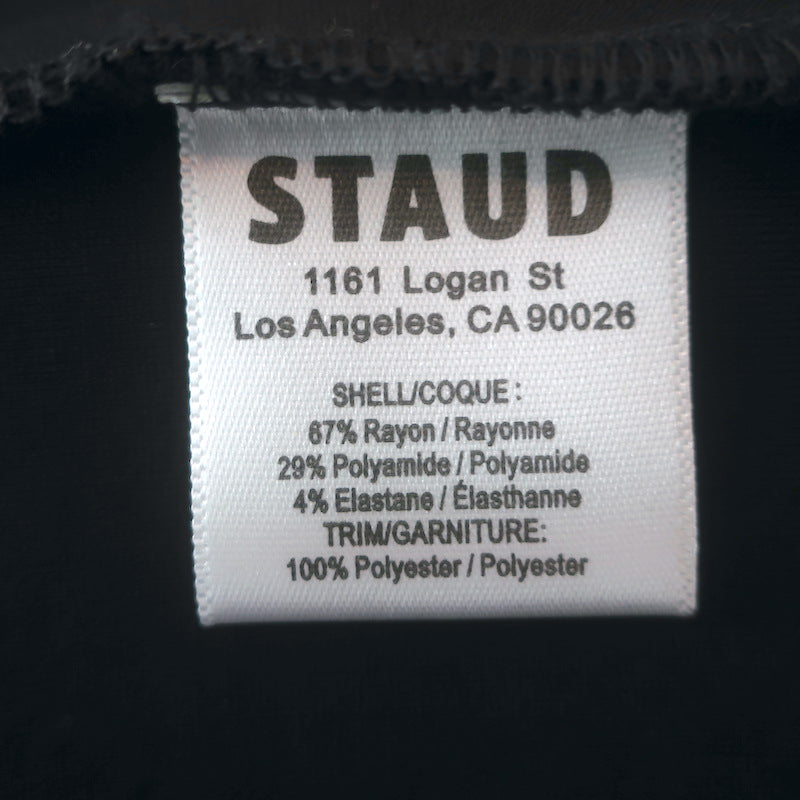 STAUD
1161 Logan St
Los Angeles, CA 90026
SHELL/COQUE:
67% Rayon / Rayonne
29% Polyamide / Polyamide
4% Elastane / Élasthanne
TRIM/GARNITURE:
100% Polyester / Polyester